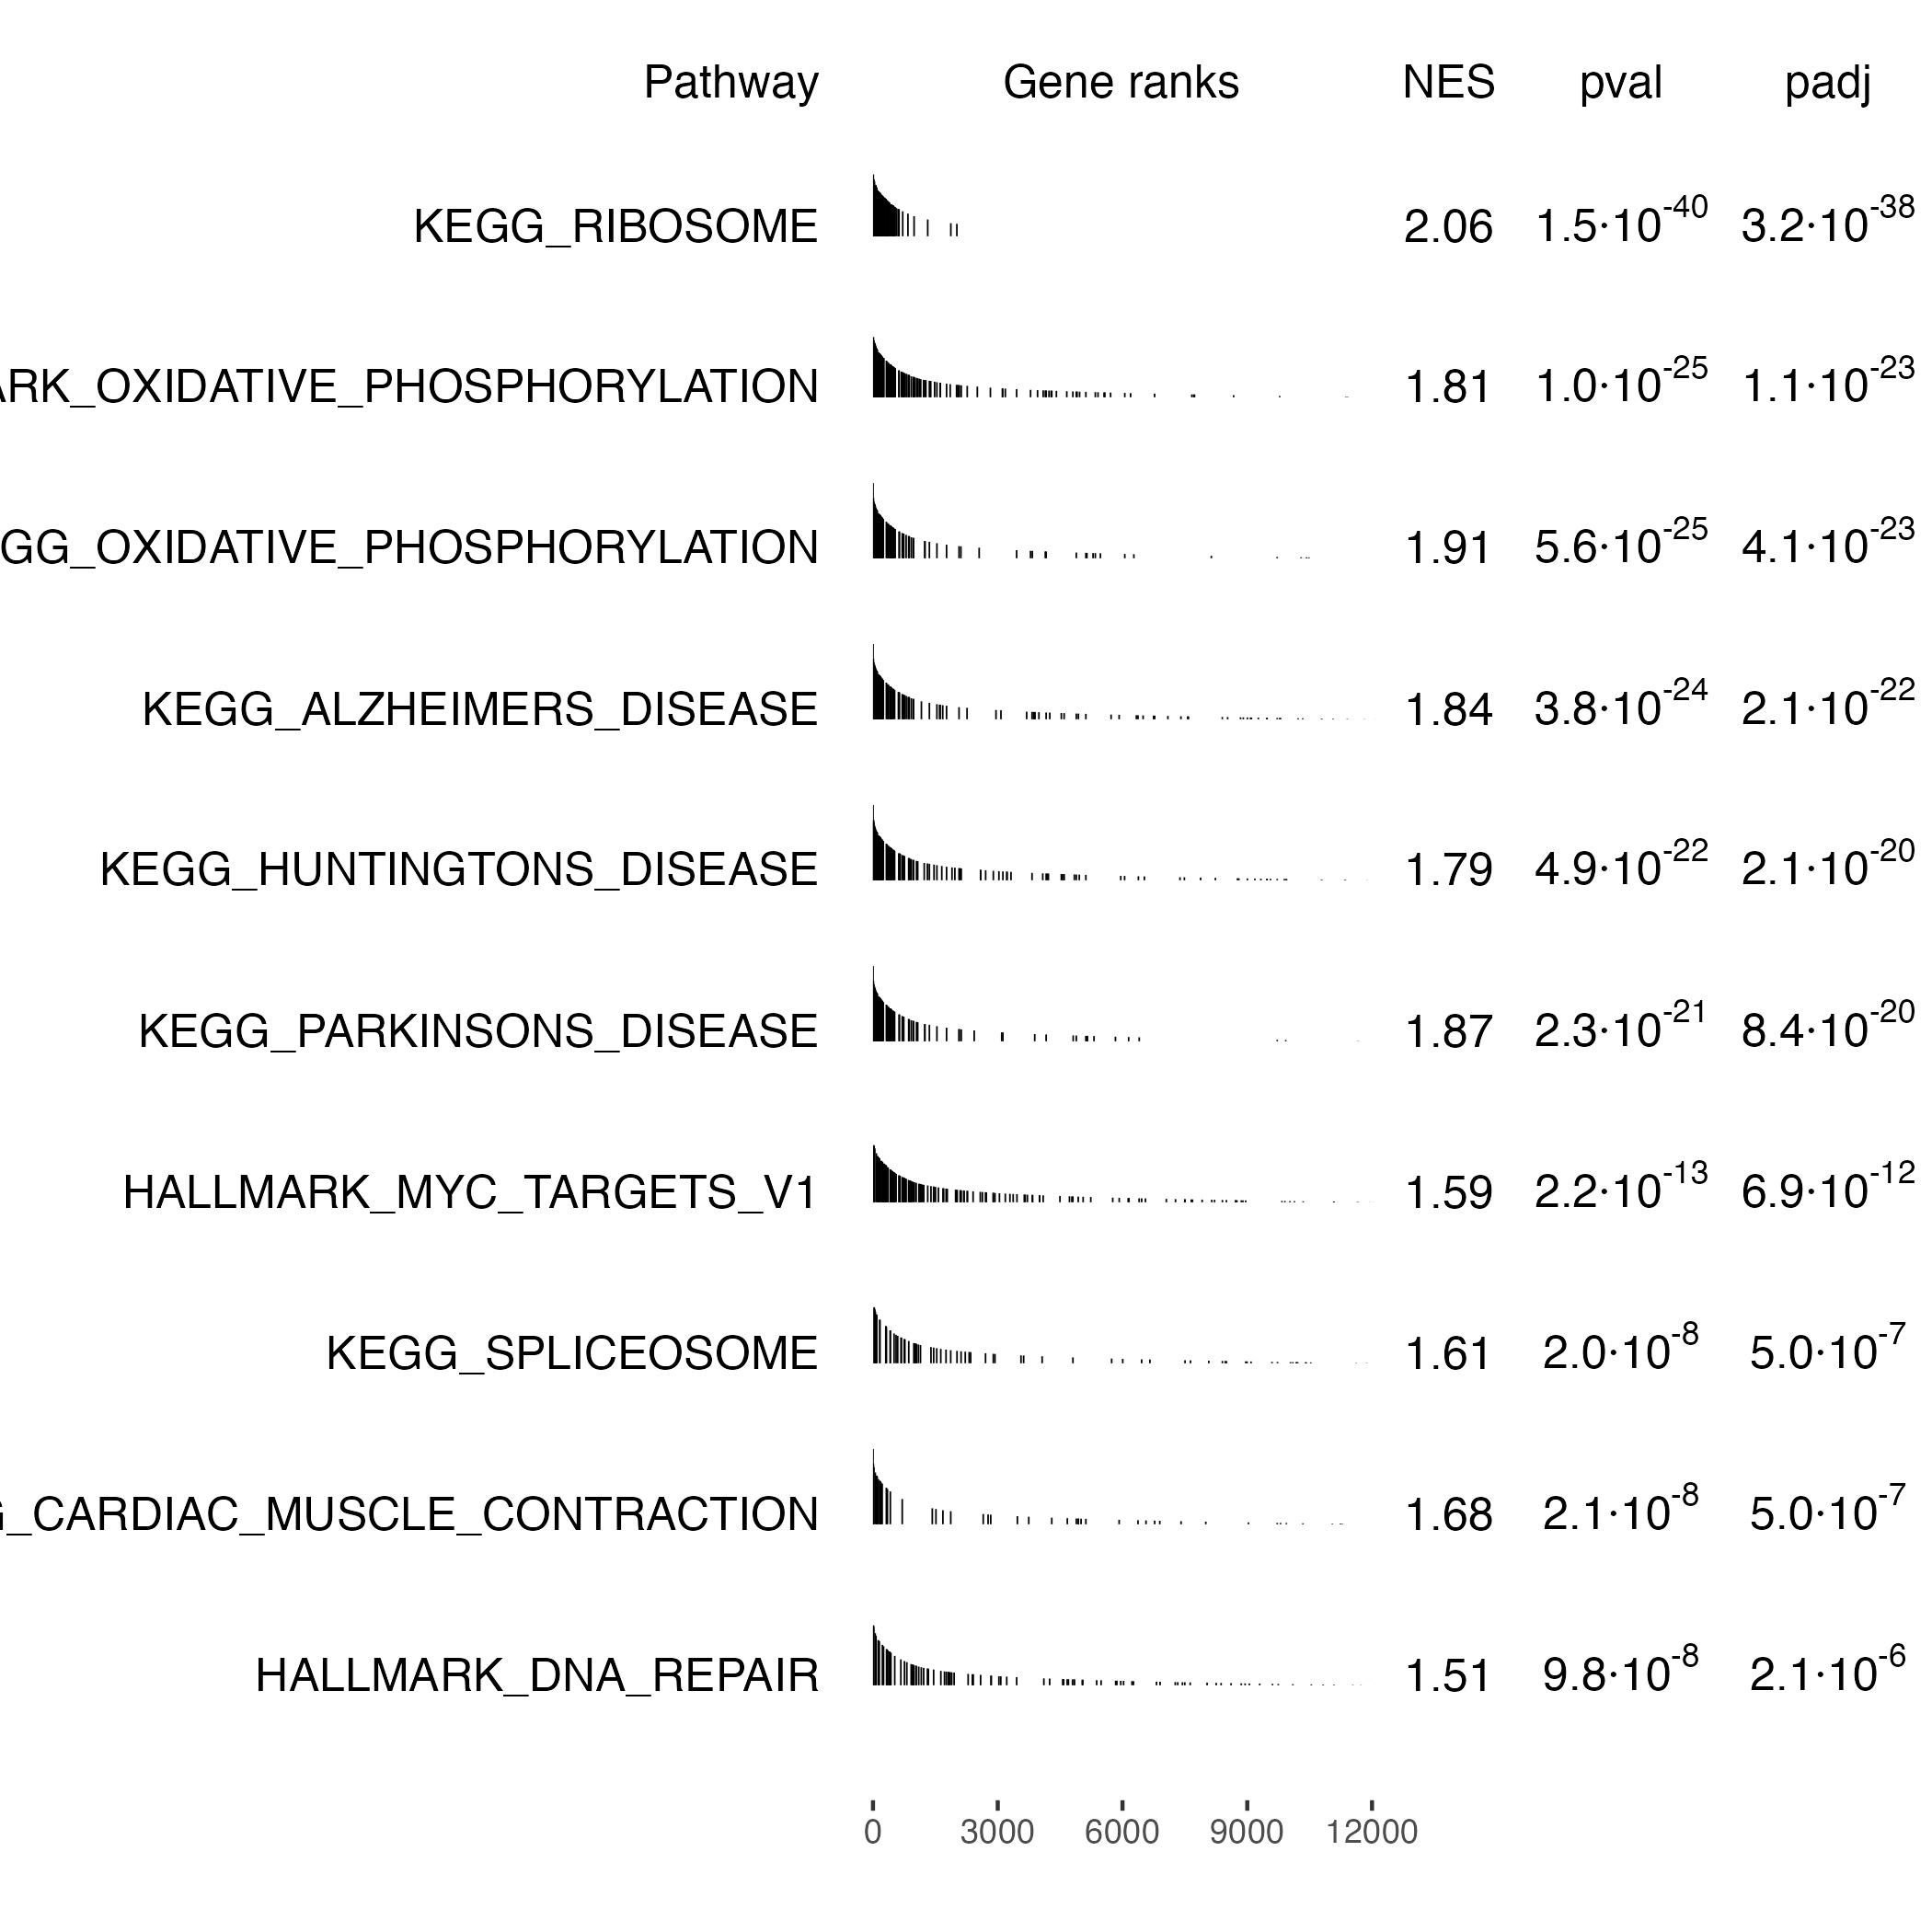 Pathway Gene ranks NES pval padj
KEGG_RIBOSOME 2.06 1.5·10^-40 3.2·10^-38
ARK_OXIDATIVE_PHOSPHORYLATION 1.81 1.0·10^-25 1.1·10^-23
GG_OXIDATIVE_PHOSPHORYLATION 1.91 5.6·10^-25 4.1·10^-23
KEGG_ALZHEIMERS_DISEASE 1.84 3.8·10^-24 2.1·10^-22
KEGG_HUNTINGTONS_DISEASE 1.79 4.9·10^-22 2.1·10^-20
KEGG_PARKINSONS_DISEASE 1.87 2.3·10^-21 8.4·10^-20
HALLMARK_MYC_TARGETS_V1 1.59 2.2·10^-13 6.9·10^-12
KEGG_SPLICEOSOME 1.61 2.0·10^-8 5.0·10^-7
G_CARDIAC_MUSCLE_CONTRACTION 1.68 2.1·10^-8 5.0·10^-7
HALLMARK_DNA_REPAIR 1.51 9.8·10^-8 2.1·10^-6
0 3000 6000 9000 12000